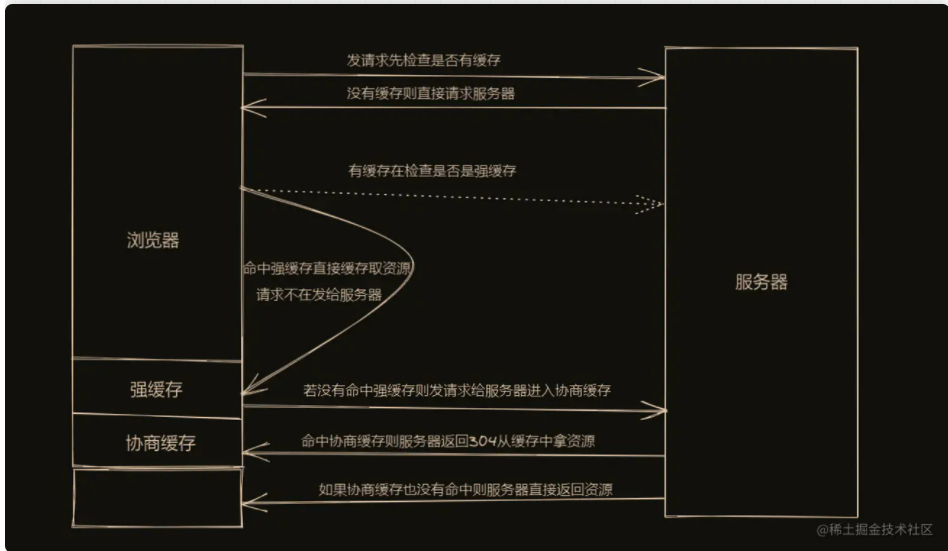 发请求先检查是否有缓存
没有缓存则直接请求服务器
有缓存在检查是否是强缓存
浏览器
命中强缓存直接缓存取资源
请求不在发给服务器
服务器
强缓存
若没有命中强缓存则发请求给服务器进入协商缓存
协商缓存
命中协商缓存则服务器返回304从缓存中拿资源
如果协商缓存也没有命中则服务器直接返回资源
@稀土掘金技术社区